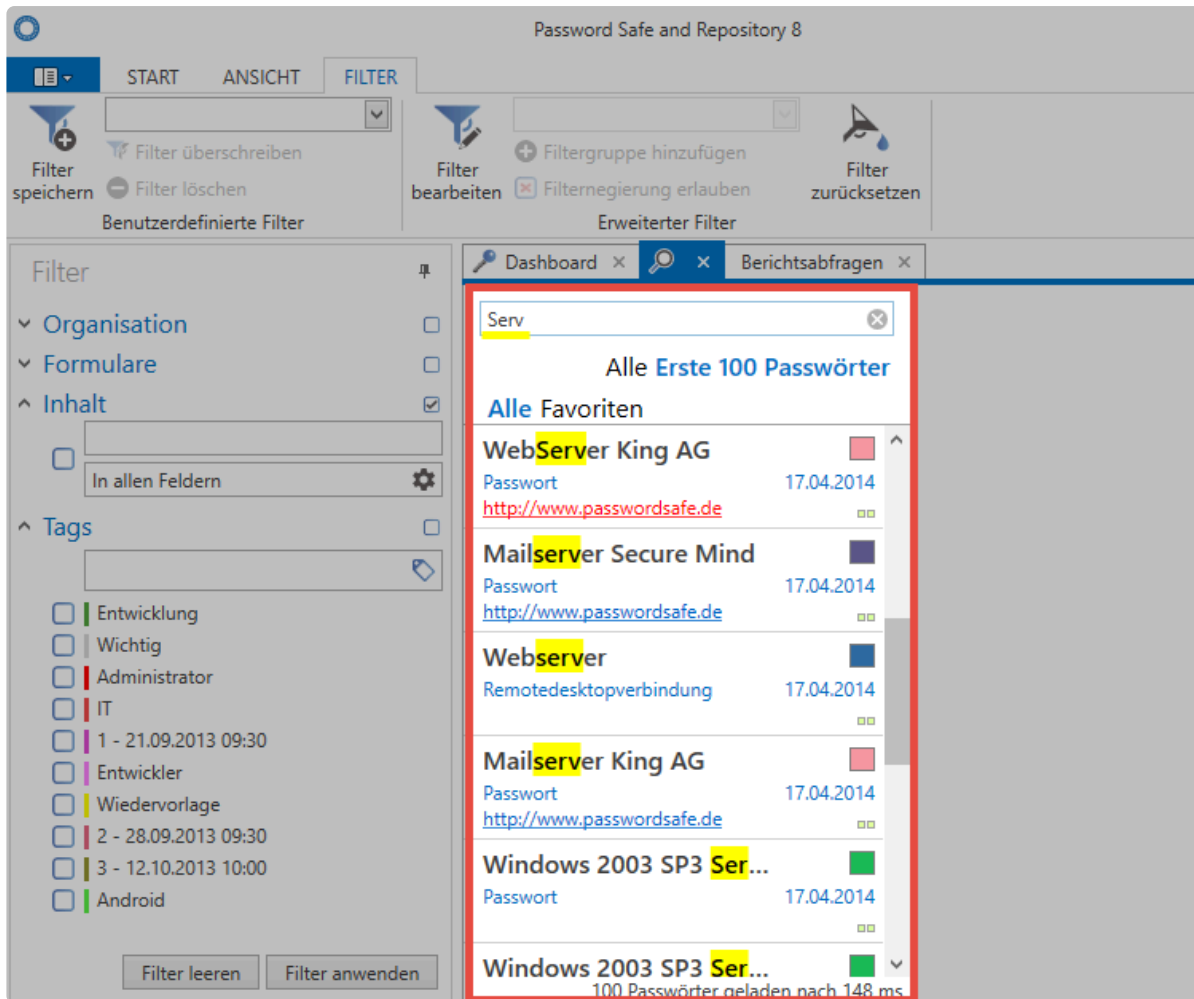 Password Safe and Repository 8
START ANSICHT FILTER
Filter speichern
Filter überschreiben
Filter löschen
Benutzerdefinierte Filter
Filter bearbeiten
Filtergruppe hinzufügen
Filternegierung erlauben
Filter zurücksetzen
Erweiterter Filter
Filter
Organisation
Formulare
Inhalt
In allen Feldern
Tags
Entwicklung
Wichtig
Administrator
IT
1 - 21.09.2013 09:30
Entwickler
Wiedervorlage
2 - 28.09.2013 09:30
3 - 12.10.2013 10:00
Android
Filter leeren Filter anwenden
Dashboard Berichtsabfragen
Serv
Alle Erste 100 Passwörter
Alle Favoriten
WebServer King AG
Passwort 17.04.2014
http://www.passwordsafe.de
Mailserver Secure Mind
Passwort 17.04.2014
http://www.passwordsafe.de
Webserver
Remotedesktopverbindung 17.04.2014
Mailserver King AG
Passwort 17.04.2014
http://www.passwordsafe.de
Windows 2003 SP3 Ser...
Passwort 17.04.2014
Windows 2003 SP3 Ser...
100 Passwörter geladen nach 148 ms